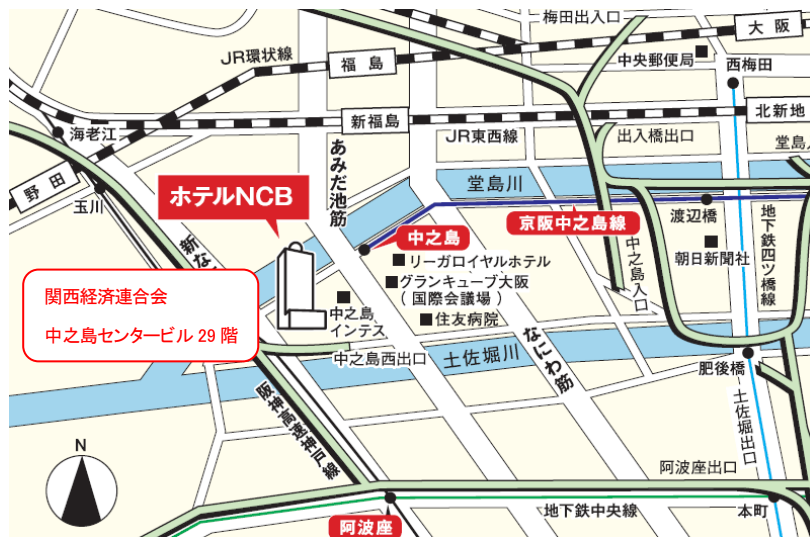 梅田出入口
大阪
JR環状線
福島
中央郵便局
西梅田
北新地
新福島
海老江
JR東西線
出入橋出口
堂島入
あみだ池筋
野田
玉川
ホテルNCB
堂島川
中之島
京阪中之島線
渡辺橋
地下鉄四ツ橋線
新な
リーガロイヤルホテル
中之島入口
朝日新聞社
関西経済連合会
中之島センタービル 29 階
グランキューブ大阪
(国際会議場)
中之島
インテス
住友病院
なにわ筋
中之島西出口
土佐堀川
肥後橋
阪神高速神戸線
土佐堀出口
N
阿波座出口
阿波座
地下鉄中央線
本町